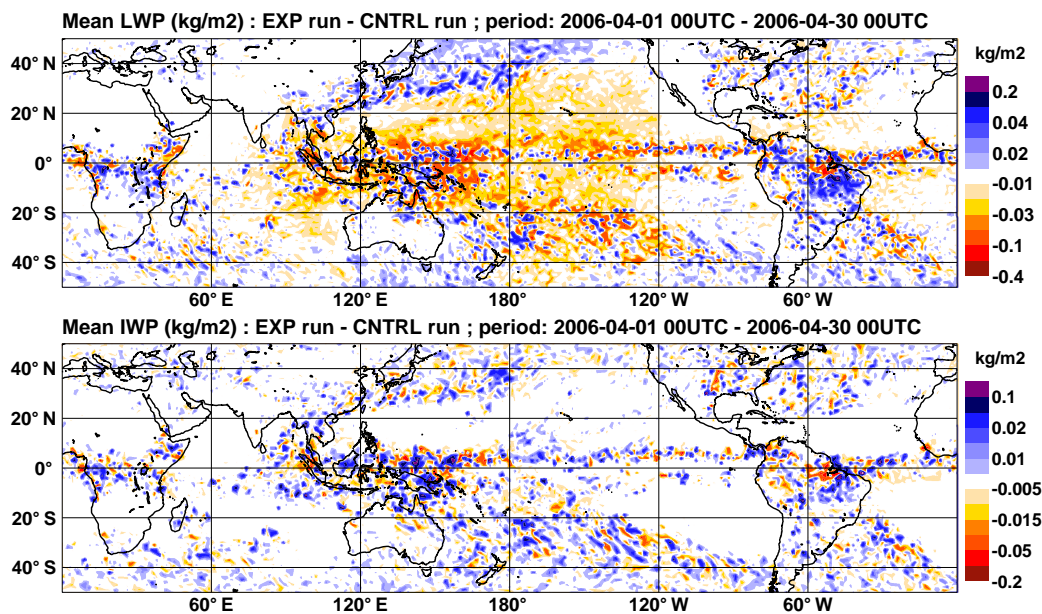 Mean LWP (kg/m2) : EXP run - CNTRL run ; period: 2006-04-01 00UTC - 2006-04-30 00UTC
kg/m2
40° N
20° N
0°
20° S
40° S
0.2
0.04
0.02
-0.01
-0.03
-0.1
-0.4
60° E
120° E
180°
120° W
60° W
Mean IWP (kg/m2) : EXP run - CNTRL run ; period: 2006-04-01 00UTC - 2006-04-30 00UTC
kg/m2
40° N
20° N
0°
20° S
40° S
0.1
0.02
0.01
-0.005
-0.015
-0.05
-0.2
60° E
120° E
180°
120° W
60° W